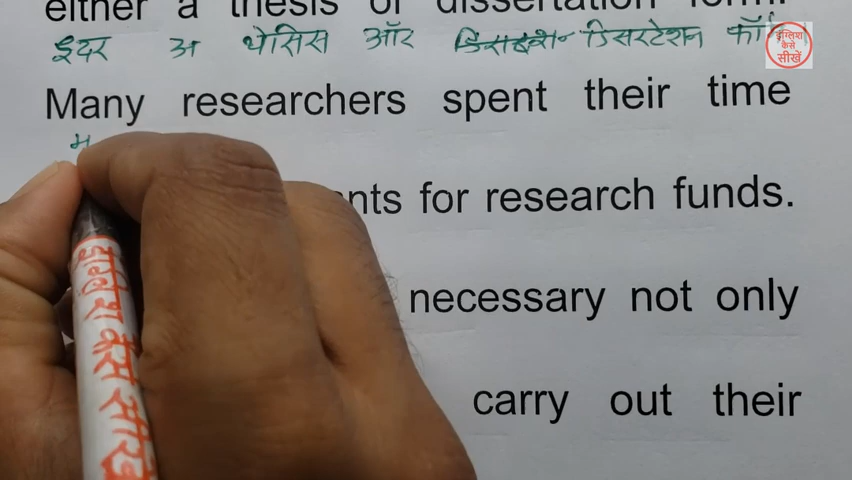 either a thesis or dissertation form.
इदर अ थेसिस ऑर डिसरटेशन
इंग्लिश कैसे सीखें
Many researchers spent their time
म
for research funds.
necessary not only
carry out their
इंग्लिश कैसे सीखें